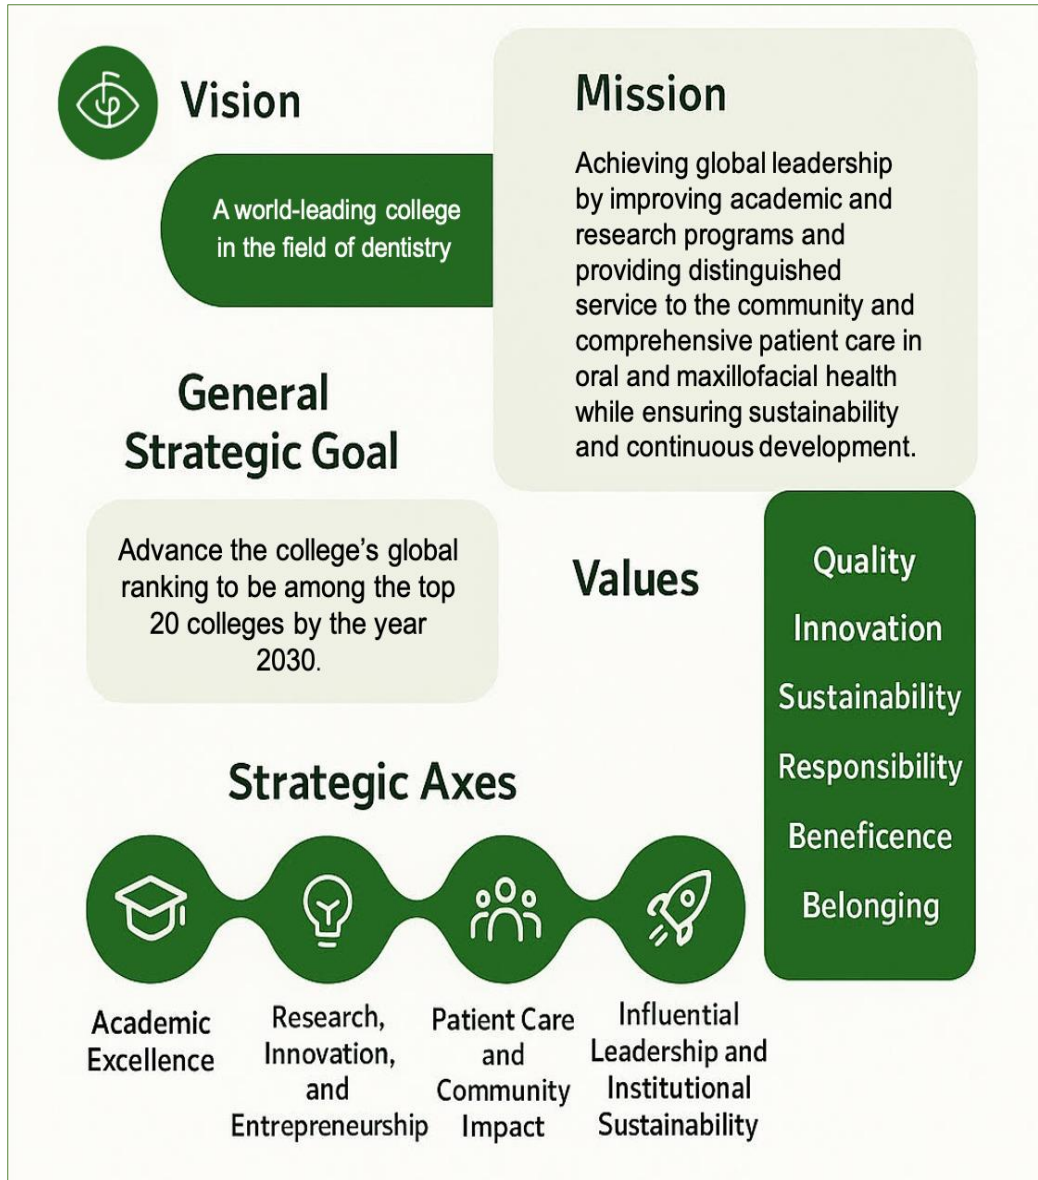 Vision
A world-leading college
in the field of dentistry
Mission
Achieving global leadership
by improving academic and
research programs and
providing distinguished
service to the community and
comprehensive patient care in
oral and maxillofacial health
while ensuring sustainability
and continuous development.
General
Strategic Goal
Advance the college's global
ranking to be among the top
20 colleges by the year
2030.
Values
Quality
Innovation
Sustainability
Responsibility
Beneficence
Belonging
Strategic Axes
Academic
Excellence
Research,
Innovation,
and
Entrepreneurship
Patient Care
and
Community
Impact
Influential
Leadership and
Institutional
Sustainability